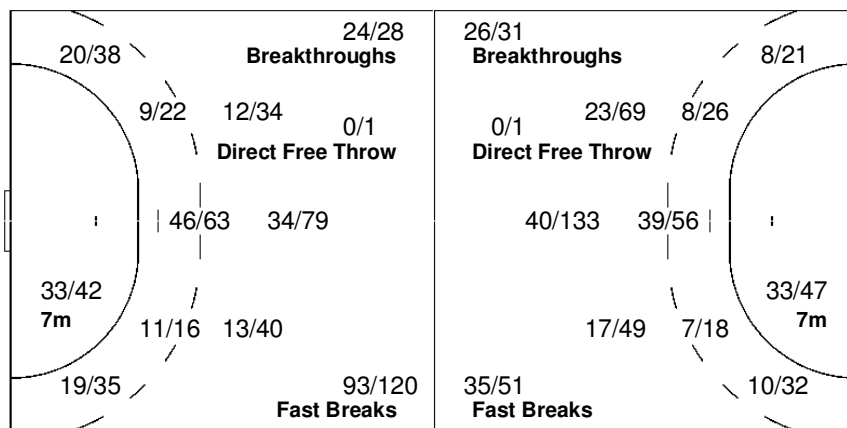 24/28 26/31
20/38 Breakthroughs Breakthroughs 8/21
9/22 12/34 23/69 8/26
0/1 0/1
Direct Free Throw Direct Free Throw
46/63 34/79 40/133 39/56
33/42 33/47
7m 7m
11/16 13/40 17/49 7/18
19/35 93/120 35/51 10/32
Fast Breaks Fast Breaks